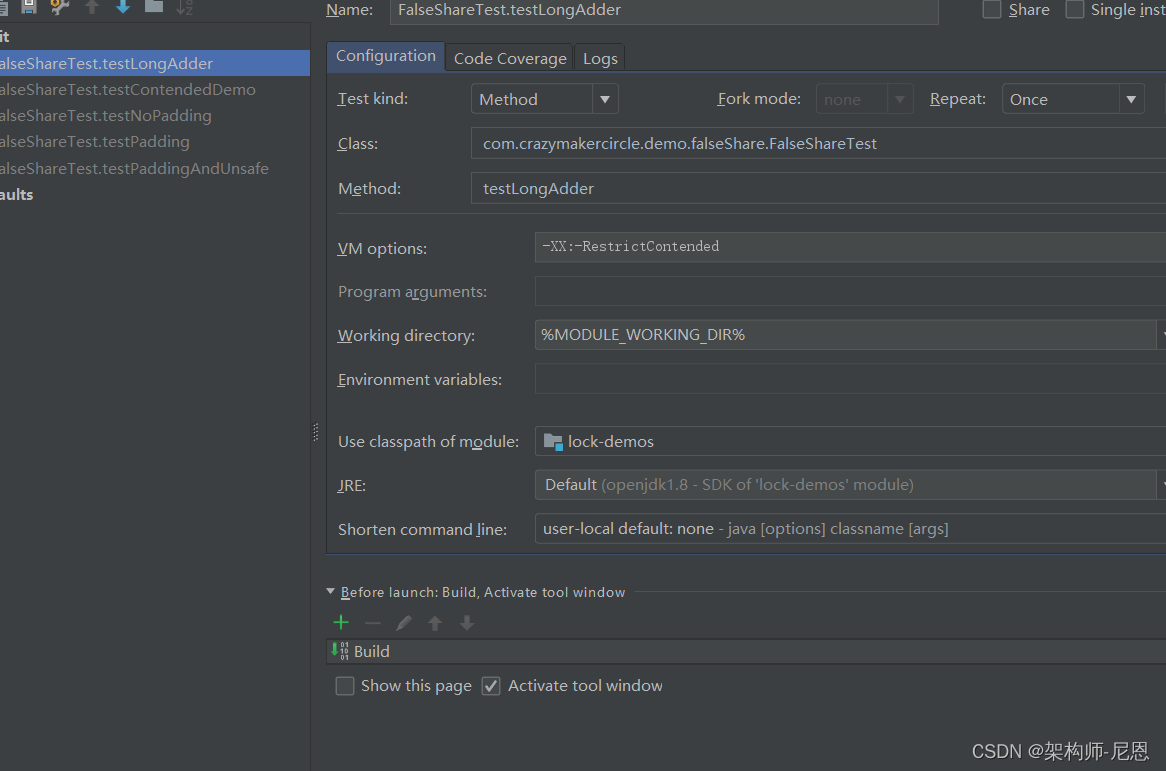 Name: FalseShareTest.testLongAdder Share Single inst
it
alseShareTest.testLongAdder
alseShareTest.testContendedDemo
alseShareTest.testNoPadding
alseShareTest.testPadding
alseShareTest.testPaddingAndUnsafe
aults
Configuration Code Coverage Logs
Test kind: Method Fork mode: none Repeat: Once
Class: com.crazymakercircle.demo.falseShare.FalseShareTest
Method: testLongAdder
VM options: -XX:-RestrictContended
Program arguments:
Working directory: %MODULE_WORKING_DIR%
Environment variables:
Use classpath of module: lock-demos
JRE: Default (openjdk1.8 - SDK of 'lock-demos' module)
Shorten command line: user-local default: none - java [options] classname [args]
Before launch: Build, Activate tool window
Build
Show this page Activate tool window
CSDN @架构师-尼恩